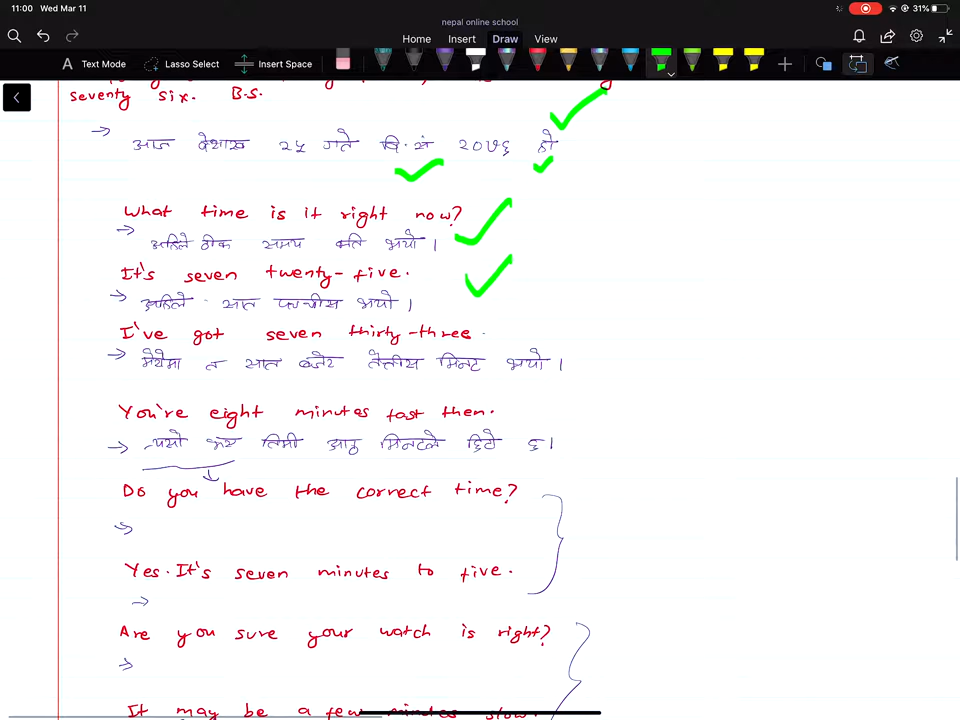 11:00 Wed Mar 11
31%
nepal online school
Home Insert Draw View
Text Mode Lasso Select Insert Space
seventy six. B.S.
आज बैशाख २५ गते वि.सं २०७६ हो
What time is it right now?
अहिले ठीक समय कति भयो।
It's seven twenty-five.
अहिले सात पच्चीस भयो।
I've got seven thirty-three.
त सात बजेर तेत्तीस मिनेट भयो।
You're eight minutes fast then.
त्यसो भए तिमी आठ मिनटले छिटो छ।
Do you have the correct time?
Yes. It's seven minutes to five.
Are you sure your watch is right?
It may be a few minutes slow.